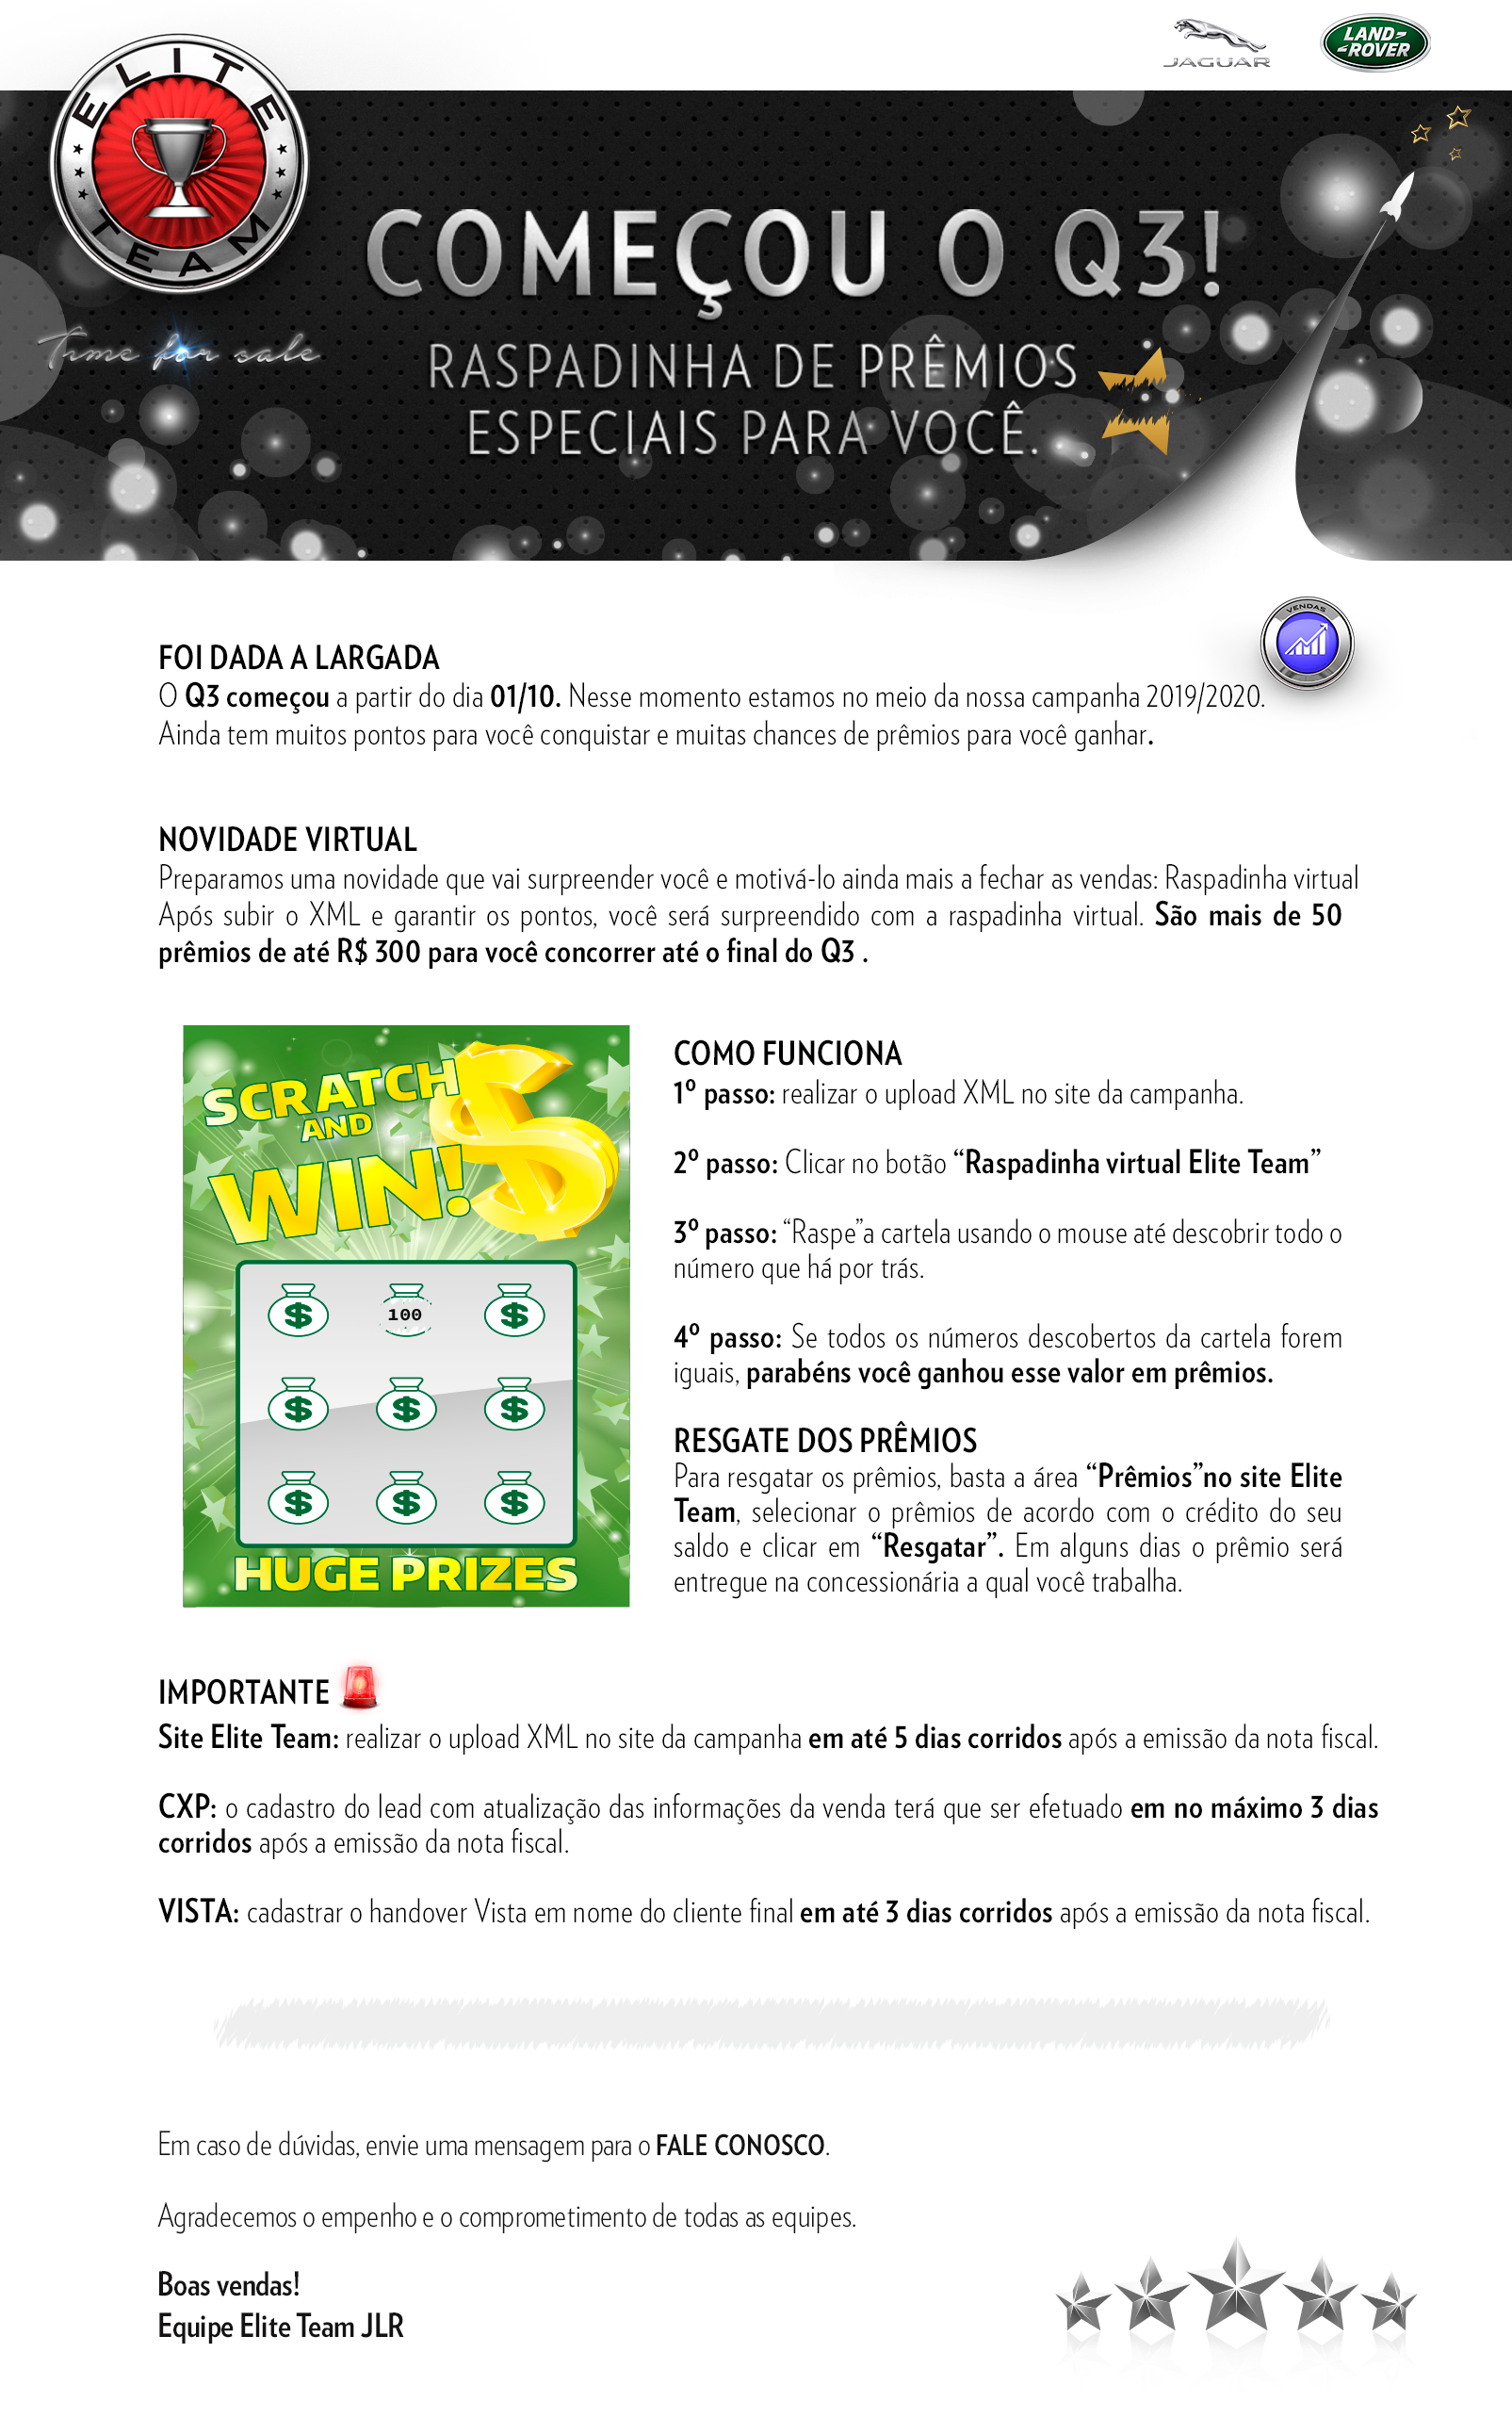 JAGUAR
LAND-
-ROVER
ELITE
TEAM
Time for sale
COMEÇOU O Q3!
RASPADINHA DE PRÊMIOS
ESPECIAIS PARA VOCÊ.
VENDAS
FOI DADA A LARGADA
O Q3 começou a partir do dia 01/10. Nesse momento estamos no meio da nossa campanha 2019/2020.
Ainda tem muitos pontos para você conquistar e muitas chances de prêmios para você ganhar.
NOVIDADE VIRTUAL
Preparamos uma novidade que vai surpreender você e motivá-lo ainda mais a fechar as vendas: Raspadinha virtual
Após subir o XML e garantir os pontos, você será surpreendido com a raspadinha virtual. São mais de 50
prêmios de até R$ 300 para você concorrer até o final do Q3 .
SCRATCH
AND
WIN!
$
$ 100 $
$ $ $
$ $ $
HUGE PRIZES
COMO FUNCIONA
1º passo: realizar o upload XML no site da campanha.
2º passo: Clicar no botão “Raspadinha virtual Elite Team”
3º passo: “Raspe”a cartela usando o mouse até descobrir todo o
número que há por trás.
4º passo: Se todos os números descobertos da cartela forem
iguais, parabéns você ganhou esse valor em prêmios.
RESGATE DOS PRÊMIOS
Para resgatar os prêmios, basta a área “Prêmios”no site Elite
Team, selecionar o prêmios de acordo com o crédito do seu
saldo e clicar em “Resgatar”. Em alguns dias o prêmio será
entregue na concessionária a qual você trabalha.
IMPORTANTE
Site Elite Team: realizar o upload XML no site da campanha em até 5 dias corridos após a emissão da nota fiscal.
CXP: o cadastro do lead com atualização das informações da venda terá que ser efetuado em no máximo 3 dias
corridos após a emissão da nota fiscal.
VISTA: cadastrar o handover Vista em nome do cliente final em até 3 dias corridos após a emissão da nota fiscal.
Em caso de dúvidas, envie uma mensagem para o FALE CONOSCO.
Agradecemos o empenho e o comprometimento de todas as equipes.
Boas vendas!
Equipe Elite Team JLR